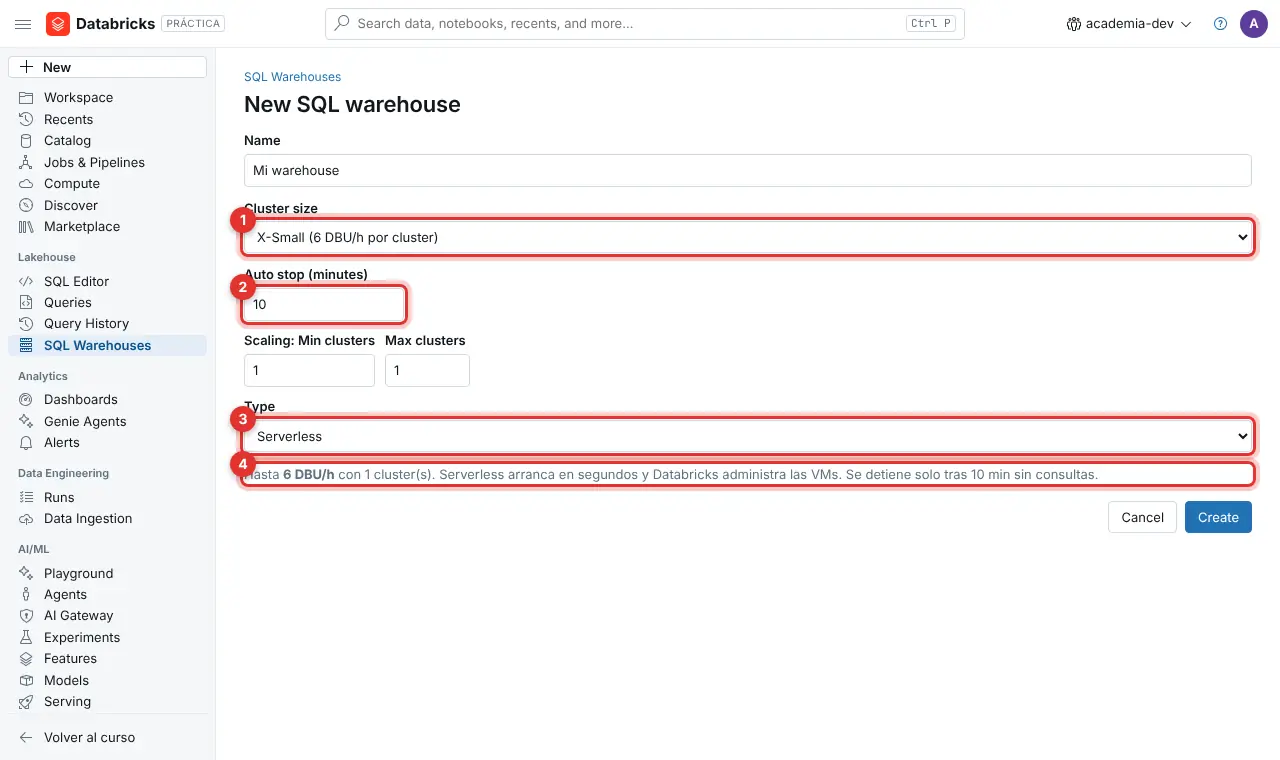 Databricks PRÁCTICA
Search data, notebooks, recents, and more... Ctrl P
academia-dev
A
New
Workspace
Recents
Catalog
Jobs & Pipelines
Compute
Discover
Marketplace
Lakehouse
SQL Editor
Queries
Query History
SQL Warehouses
Analytics
Dashboards
Genie Agents
Alerts
Data Engineering
Runs
Data Ingestion
AI/ML
Playground
Agents
AI Gateway
Experiments
Features
Models
Serving
Volver al curso
SQL Warehouses
New SQL warehouse
Name
Mi warehouse
Cluster size
1
X-Small (6 DBU/h por cluster)
Auto stop (minutes)
2
10
Scaling: Min clusters Max clusters
1 1
Type
3
Serverless
4
Hasta 6 DBU/h con 1 cluster(s). Serverless arranca en segundos y Databricks administra las VMs. Se detiene solo tras 10 min sin consultas.
Cancel Create